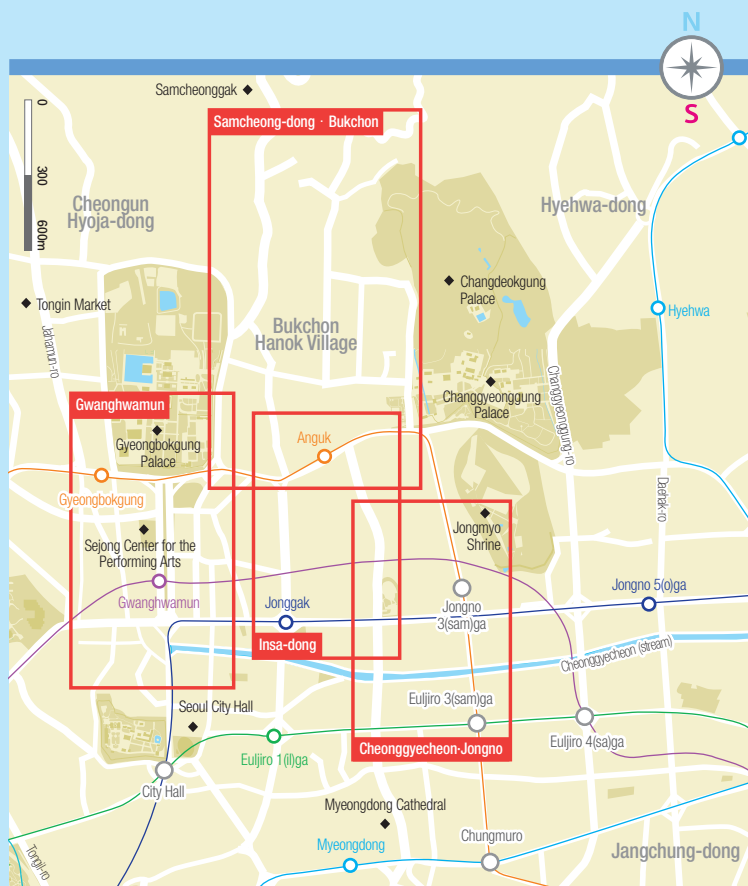 N
S
0
300
600m
Samcheonggak
Samcheong-dong · Bukchon
Cheongun
Hyoja-dong
Hyehwa-dong
Tongin Market
Jahamun-ro
Changdeokgung
Palace
Hyehwa
Bukchon
Hanok Village
Changgyeonggung
Palace
Changgyeonggung-ro
Gwanghwamun
Gyeongbokgung
Palace
Anguk
Gyeongbokgung
Daehak-ro
Jongmyo
Shrine
Sejong Center for the
Performing Arts
Gwanghwamun
Jonggak
Jongno
3(sam)ga
Jongno 5(o)ga
Insa-dong
Cheonggyecheon (stream)
Seoul City Hall
Euljiro 3(sam)ga
Euljiro 4(sa)ga
Euljiro 1(il)ga
Cheonggyecheon·Jongno
City Hall
Myeongdong Cathedral
Chungmuro
Myeongdong
Jangchung-dong
Tongil-ro